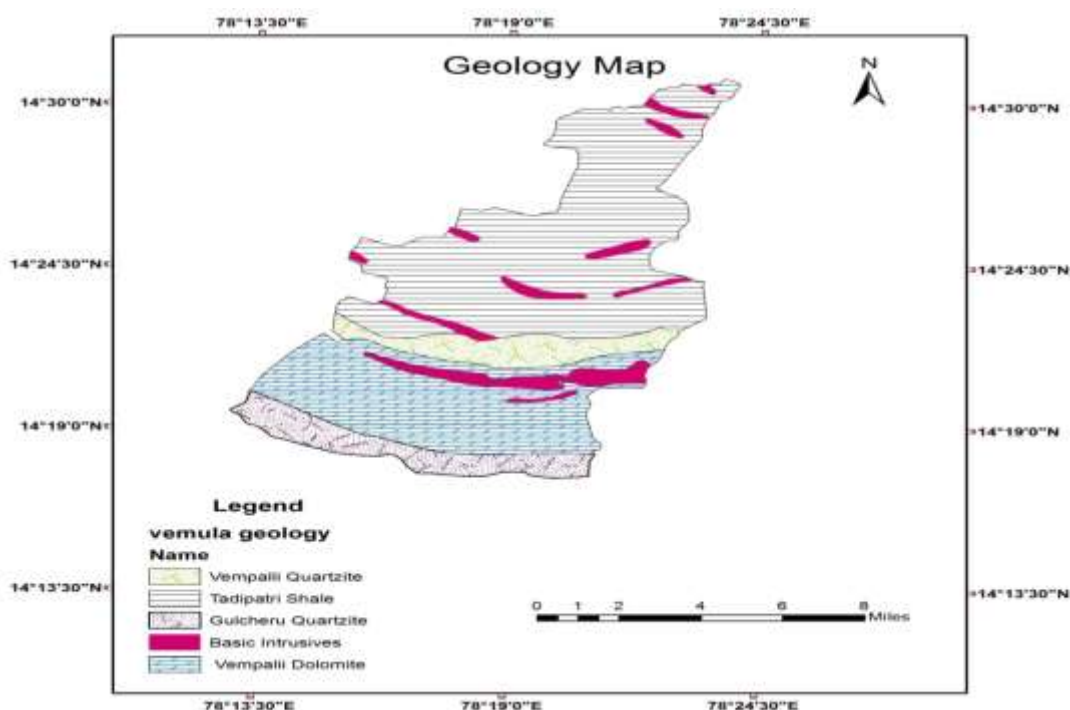 78°13'30"E 78°19'0"E 78°24'30"E
Geology Map
N
14°30'0"N 14°30'0"N
14°24'30"N 14°24'30"N
14°19'0"N 14°19'0"N
Legend
vemula geology
Name
Vempalii Quartzite
14°13'30"N 14°13'30"N
Tadipatri Shale
0 1 2 4 6 8
Miles
Gulcheru Quartzite
Basic Intrusives
Vempalii Dolomite
78°13'30"E 78°19'0"E 78°24'30"E